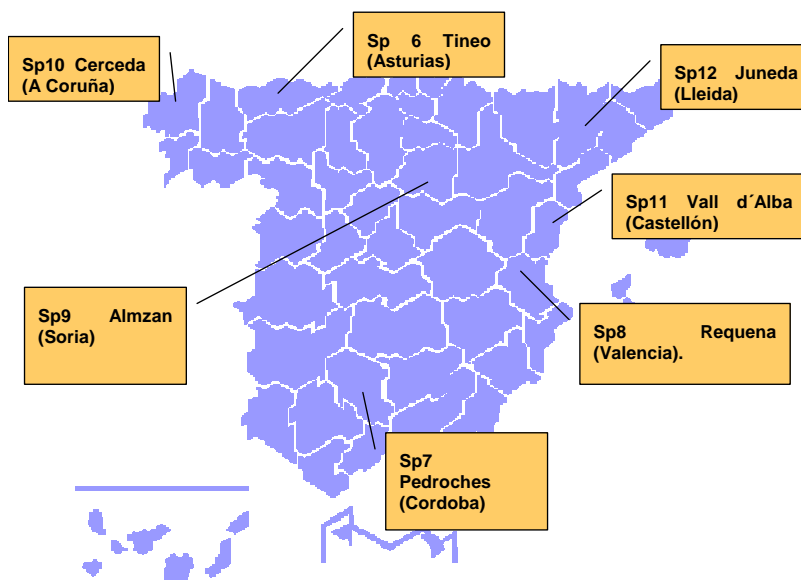 Sp10 Cerceda
(A Coruña)
Sp 6 Tineo
(Asturias)
Sp12 Juneda
(Lleida)
Sp11 Vall d´Alba
(Castellón)
Sp9 Almzan
(Soria)
Sp8 Requena
(Valencia).
Sp7
Pedroches
(Cordoba)